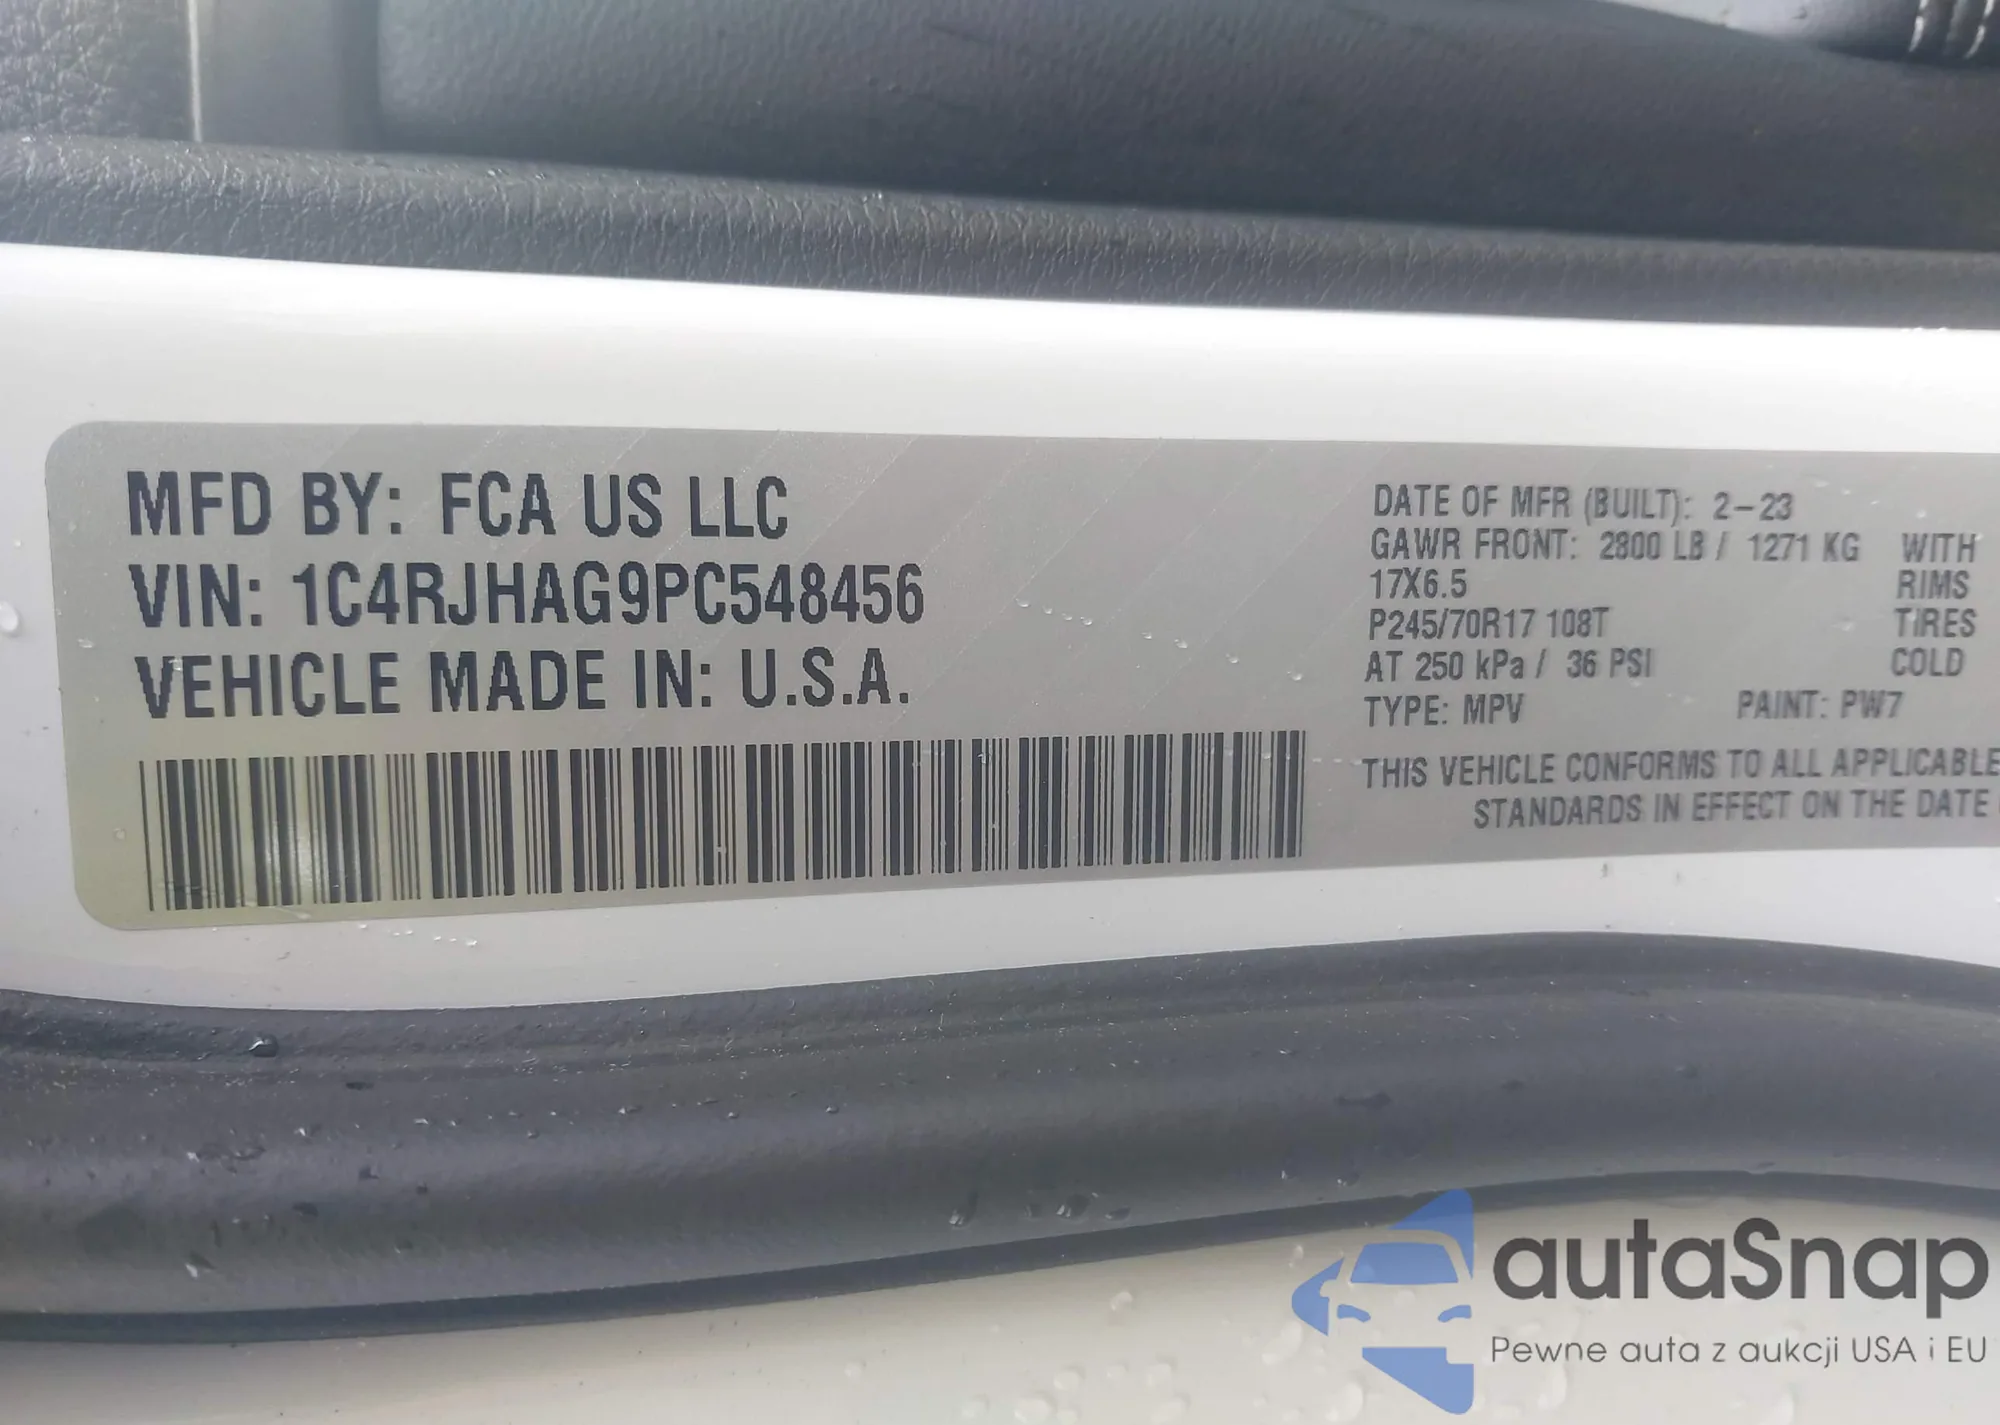 MFD BY: FCA US LLC
VIN: 1C4RJHAG9PC548456
VEHICLE MADE IN: U.S.A.
DATE OF MFR (BUILT): 2-23
GAWR FRONT: 2800 LB / 1271 KG WITH
17X6.5 RIMS
P245/70R17 108T TIRES
AT 250 kPa / 36 PSI COLD
TYPE: MPV PAINT: PW7
THIS VEHICLE CONFORMS TO ALL APPLICABLE
STANDARDS IN EFFECT ON THE DATE
autaSnap
Pewne auta z aukcji USA i EU